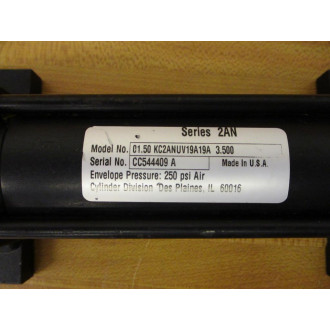 Series 2AN
Model No. 01.50 KC2ANUV19A19A 3.500
Serial No. CC544409 A Made In U.S.A.
Envelope Pressure: 250 psi Air
Cylinder Division Des Plaines, IL 60016